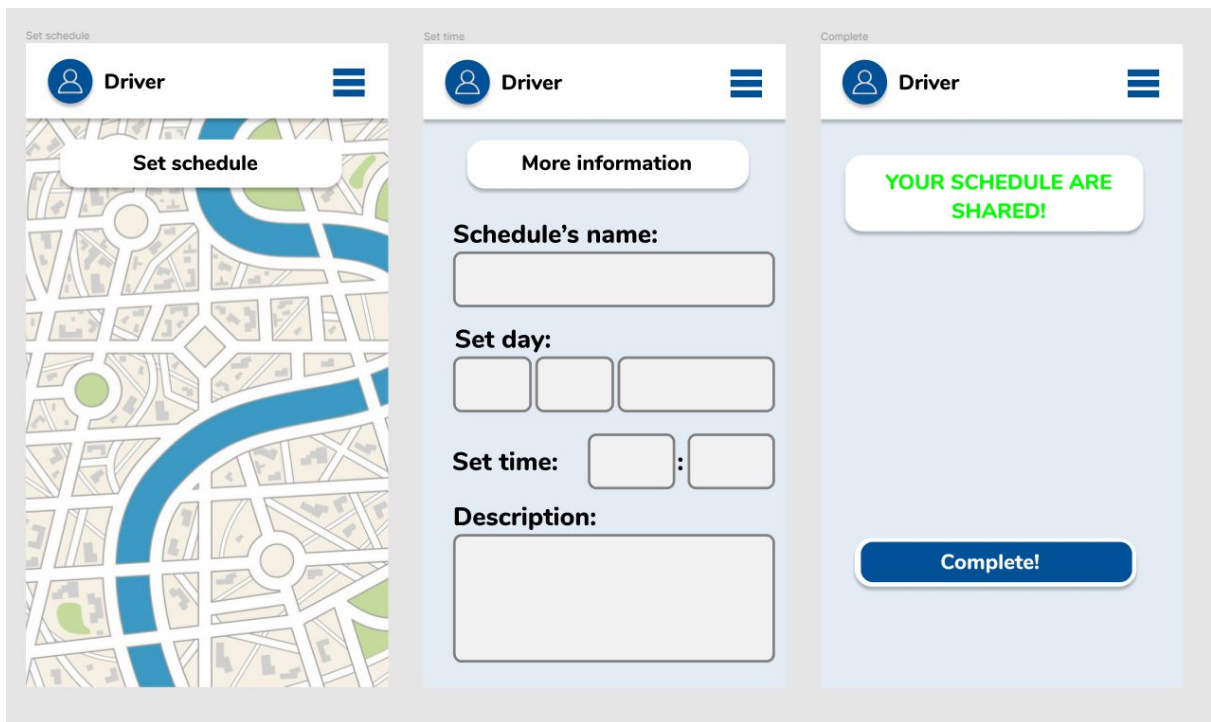 Set schedule
Driver
Set schedule
Set time
Driver
More information
Schedule's name:
Set day:
Set time:
:
Description:
Complete
Driver
YOUR SCHEDULE ARE
SHARED!
Complete!